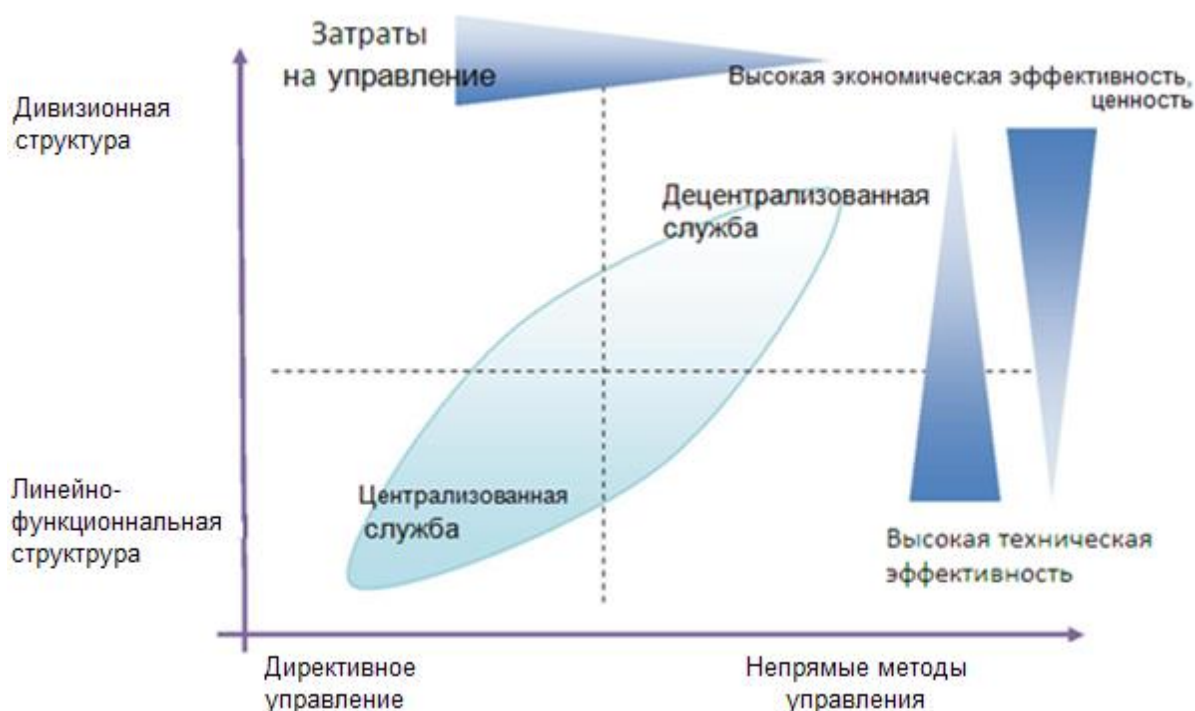 Затраты
на управление
Высокая экономическая эффективность,
ценность
Дивизионная
структура
Децентрализованная
служба
Централизованная
служба
Линейно-
функциональная
структрура
Высокая техническая
эффективность
Директивное
управление
Непрямые методы
управления